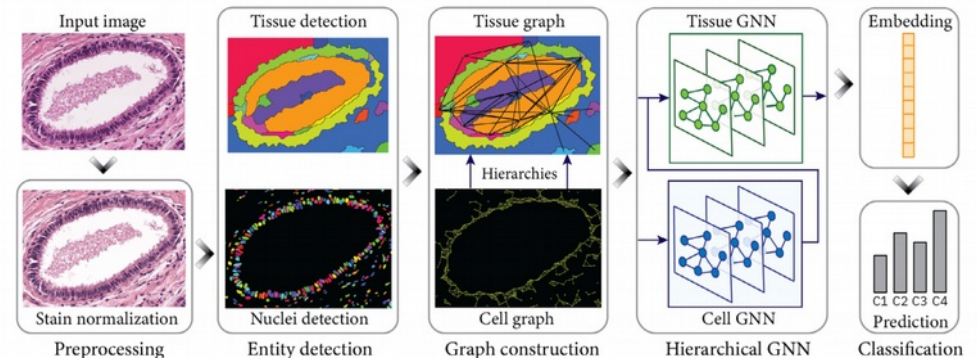 Input image
Stain normalization
Preprocessing
Tissue detection
Nuclei detection
Entity detection
Tissue graph
Hierarchies
Cell graph
Graph construction
Tissue GNN
Cell GNN
Hierarchical GNN
Embedding
C1 C2 C3 C4
Prediction
Classification